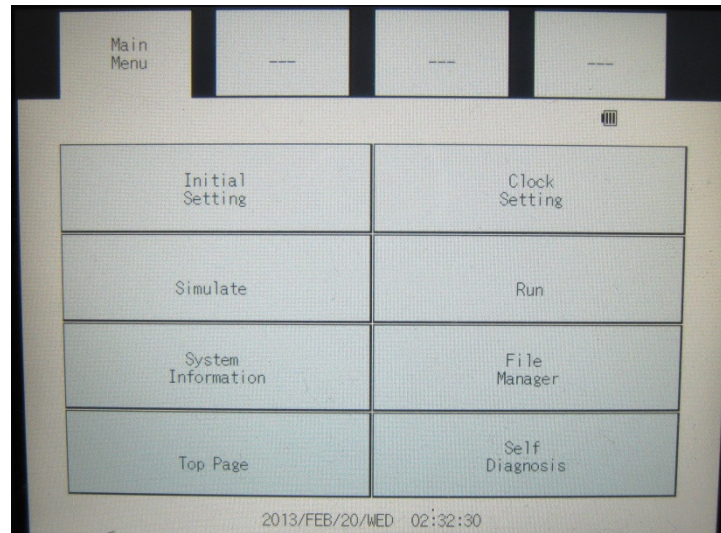 Main
Menu
---
---
---
Initial
Setting
Clock
Setting
Simulate
Run
System
Information
File
Manager
Top Page
Self
Diagnosis
2013/FEB/20/WED 02:32:30